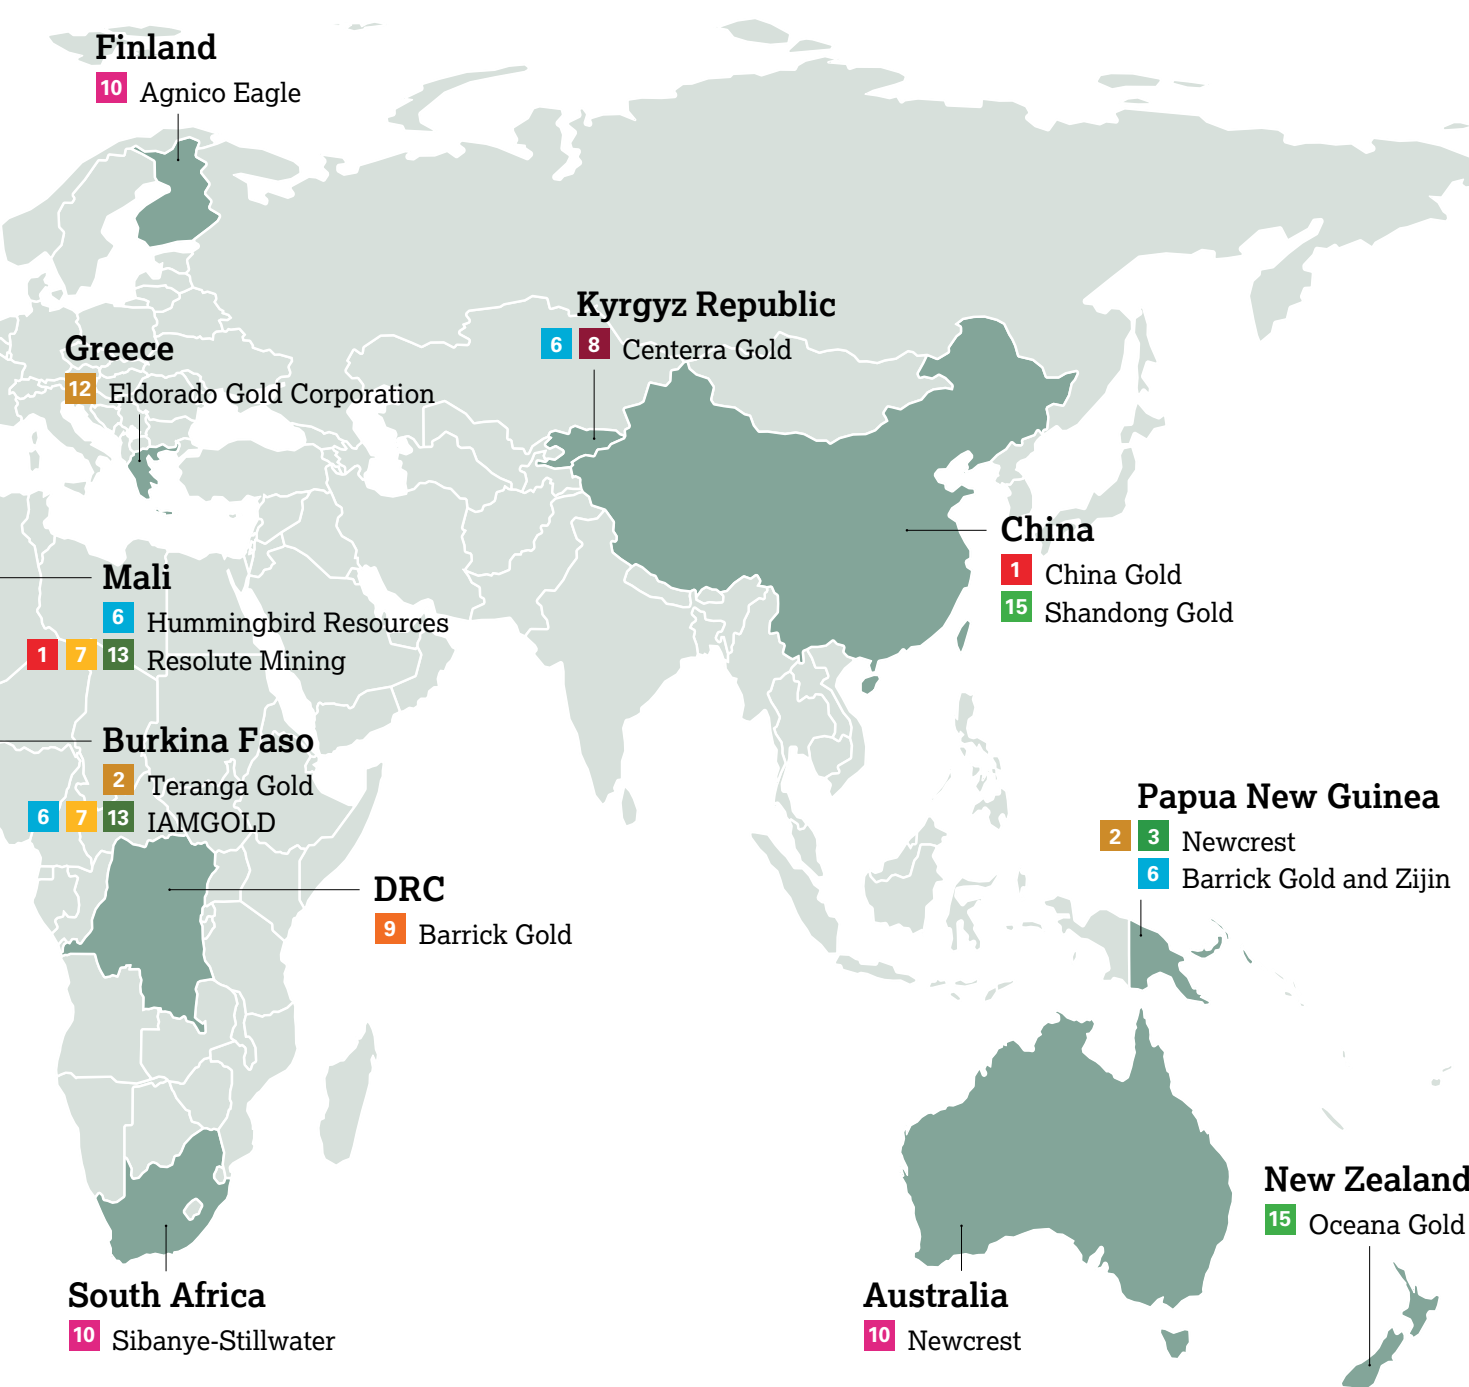 Finland
10 Agnico Eagle
Kyrgyz Republic
6 8 Centerra Gold
Greece
12 Eldorado Gold Corporation
China
1 China Gold
15 Shandong Gold
Mali
6 Hummingbird Resources
1 7 13 Resolute Mining
Burkina Faso
2 Teranga Gold
6 7 13 IAMGOLD
Papua New Guinea
2 3 Newcrest
6 Barrick Gold and Zijin
DRC
9 Barrick Gold
New Zealand
15 Oceana Gold
South Africa
10 Sibanye-Stillwater
Australia
10 Newcrest